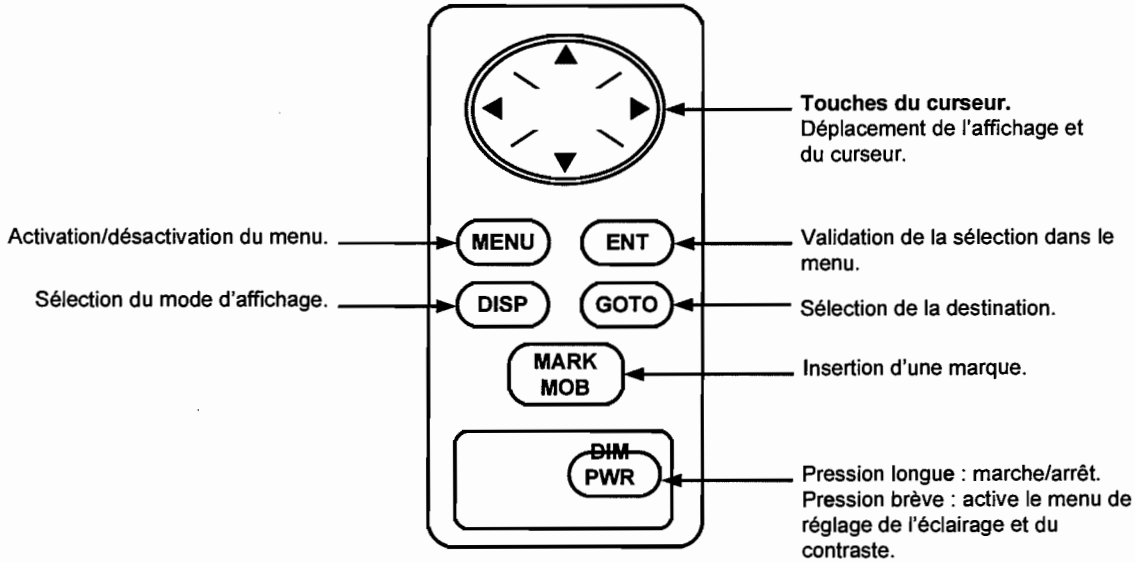 Touches du curseur.
Déplacement de l'affichage et
du curseur.
Activation/désactivation du menu.
MENU
ENT
Validation de la sélection dans le
menu.
Sélection du mode d'affichage.
DISP
GOTO
Sélection de la destination.
MARK
MOB
Insertion d'une marque.
DIM
PWR
Pression longue : marche/arrêt.
Pression brève : active le menu de
réglage de l'éclairage et du
contraste.